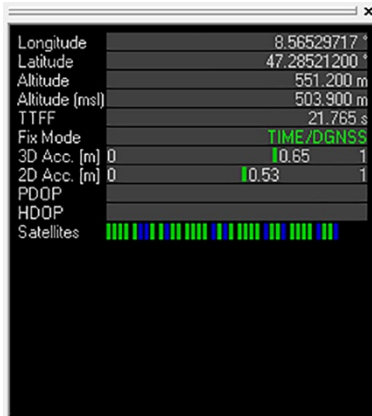 Longitude 8.56529717 °
Latitude 47.28521200 °
Altitude 551.200 m
Altitude (msl) 503.900 m
TTFF 21.765 s
Fix Mode TIME/DGNSS
3D Acc. [m] 0 0.65 1
2D Acc. [m] 0 0.53 1
PDOP
HDOP
Satellites